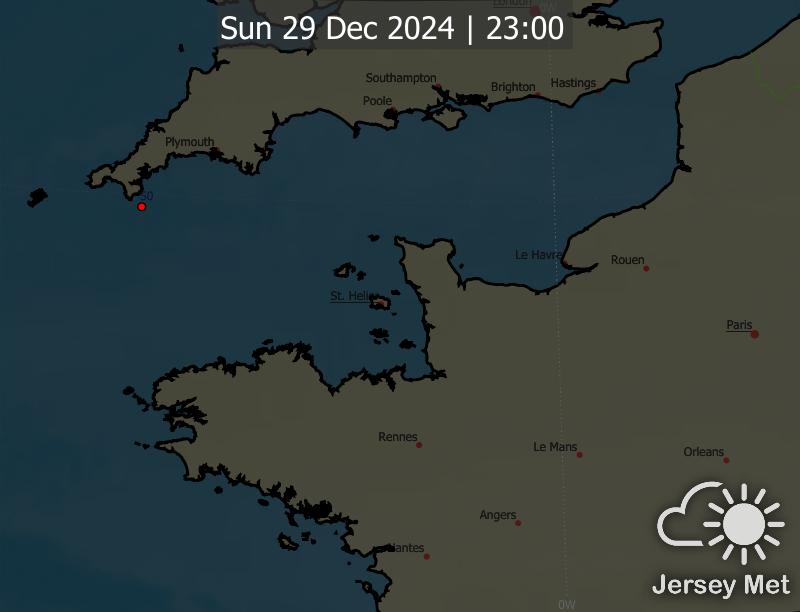 London
0W
Sun 29 Dec 2024 | 23:00
Southampton
Brighton
Hastings
Poole
Plymouth
50
Le Havre
Rouen
St. Helier
Paris
Rennes
Le Mans
Orleans
Angers
Nantes
Jersey Met
0W